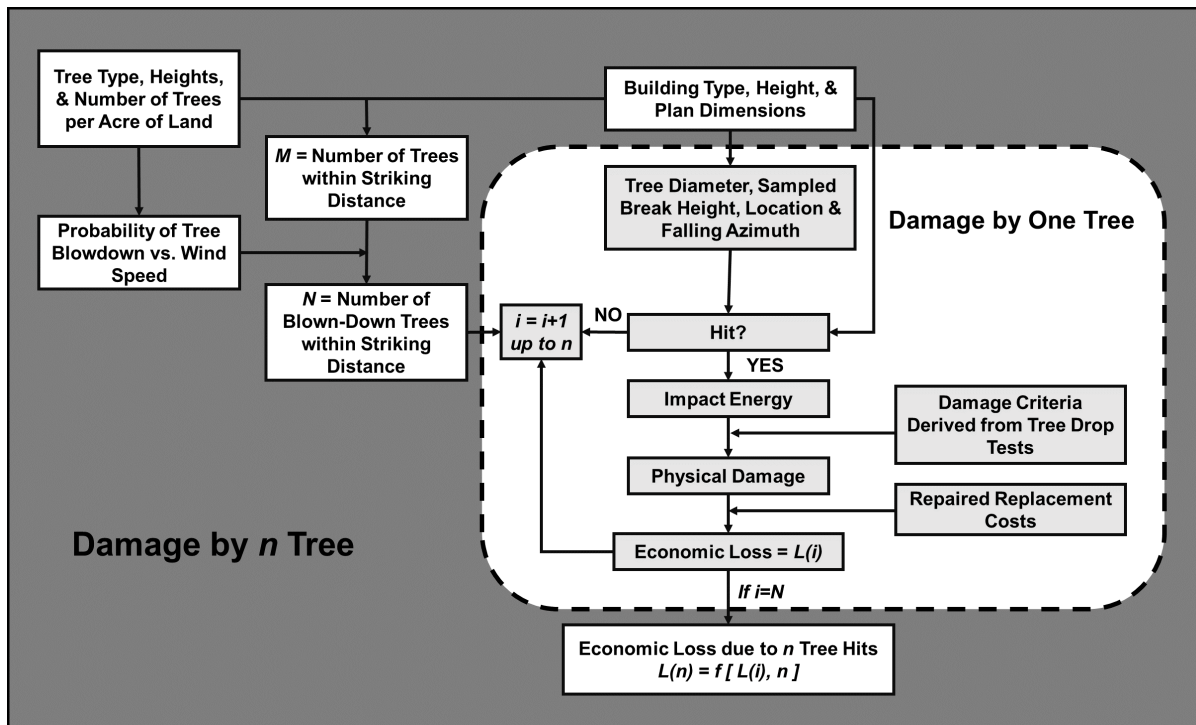 Tree Type, Heights,
& Number of Trees
per Acre of Land
Building Type, Height, &
Plan Dimensions
M = Number of Trees
within Striking
Distance
Tree Diameter, Sampled
Break Height, Location &
Falling Azimuth
Damage by One Tree
Probability of Tree
Blowdown vs. Wind
Speed
N = Number of
Blown-Down Trees
within Striking
Distance
i = i+1
up to n
NO
Hit?
YES
Impact Energy
Damage Criteria
Derived from Tree Drop
Tests
Physical Damage
Repaired Replacement
Costs
Damage by n Tree
Economic Loss = L(i)
If i=N
Economic Loss due to n Tree Hits
L(n) = f [ L(i), n ]